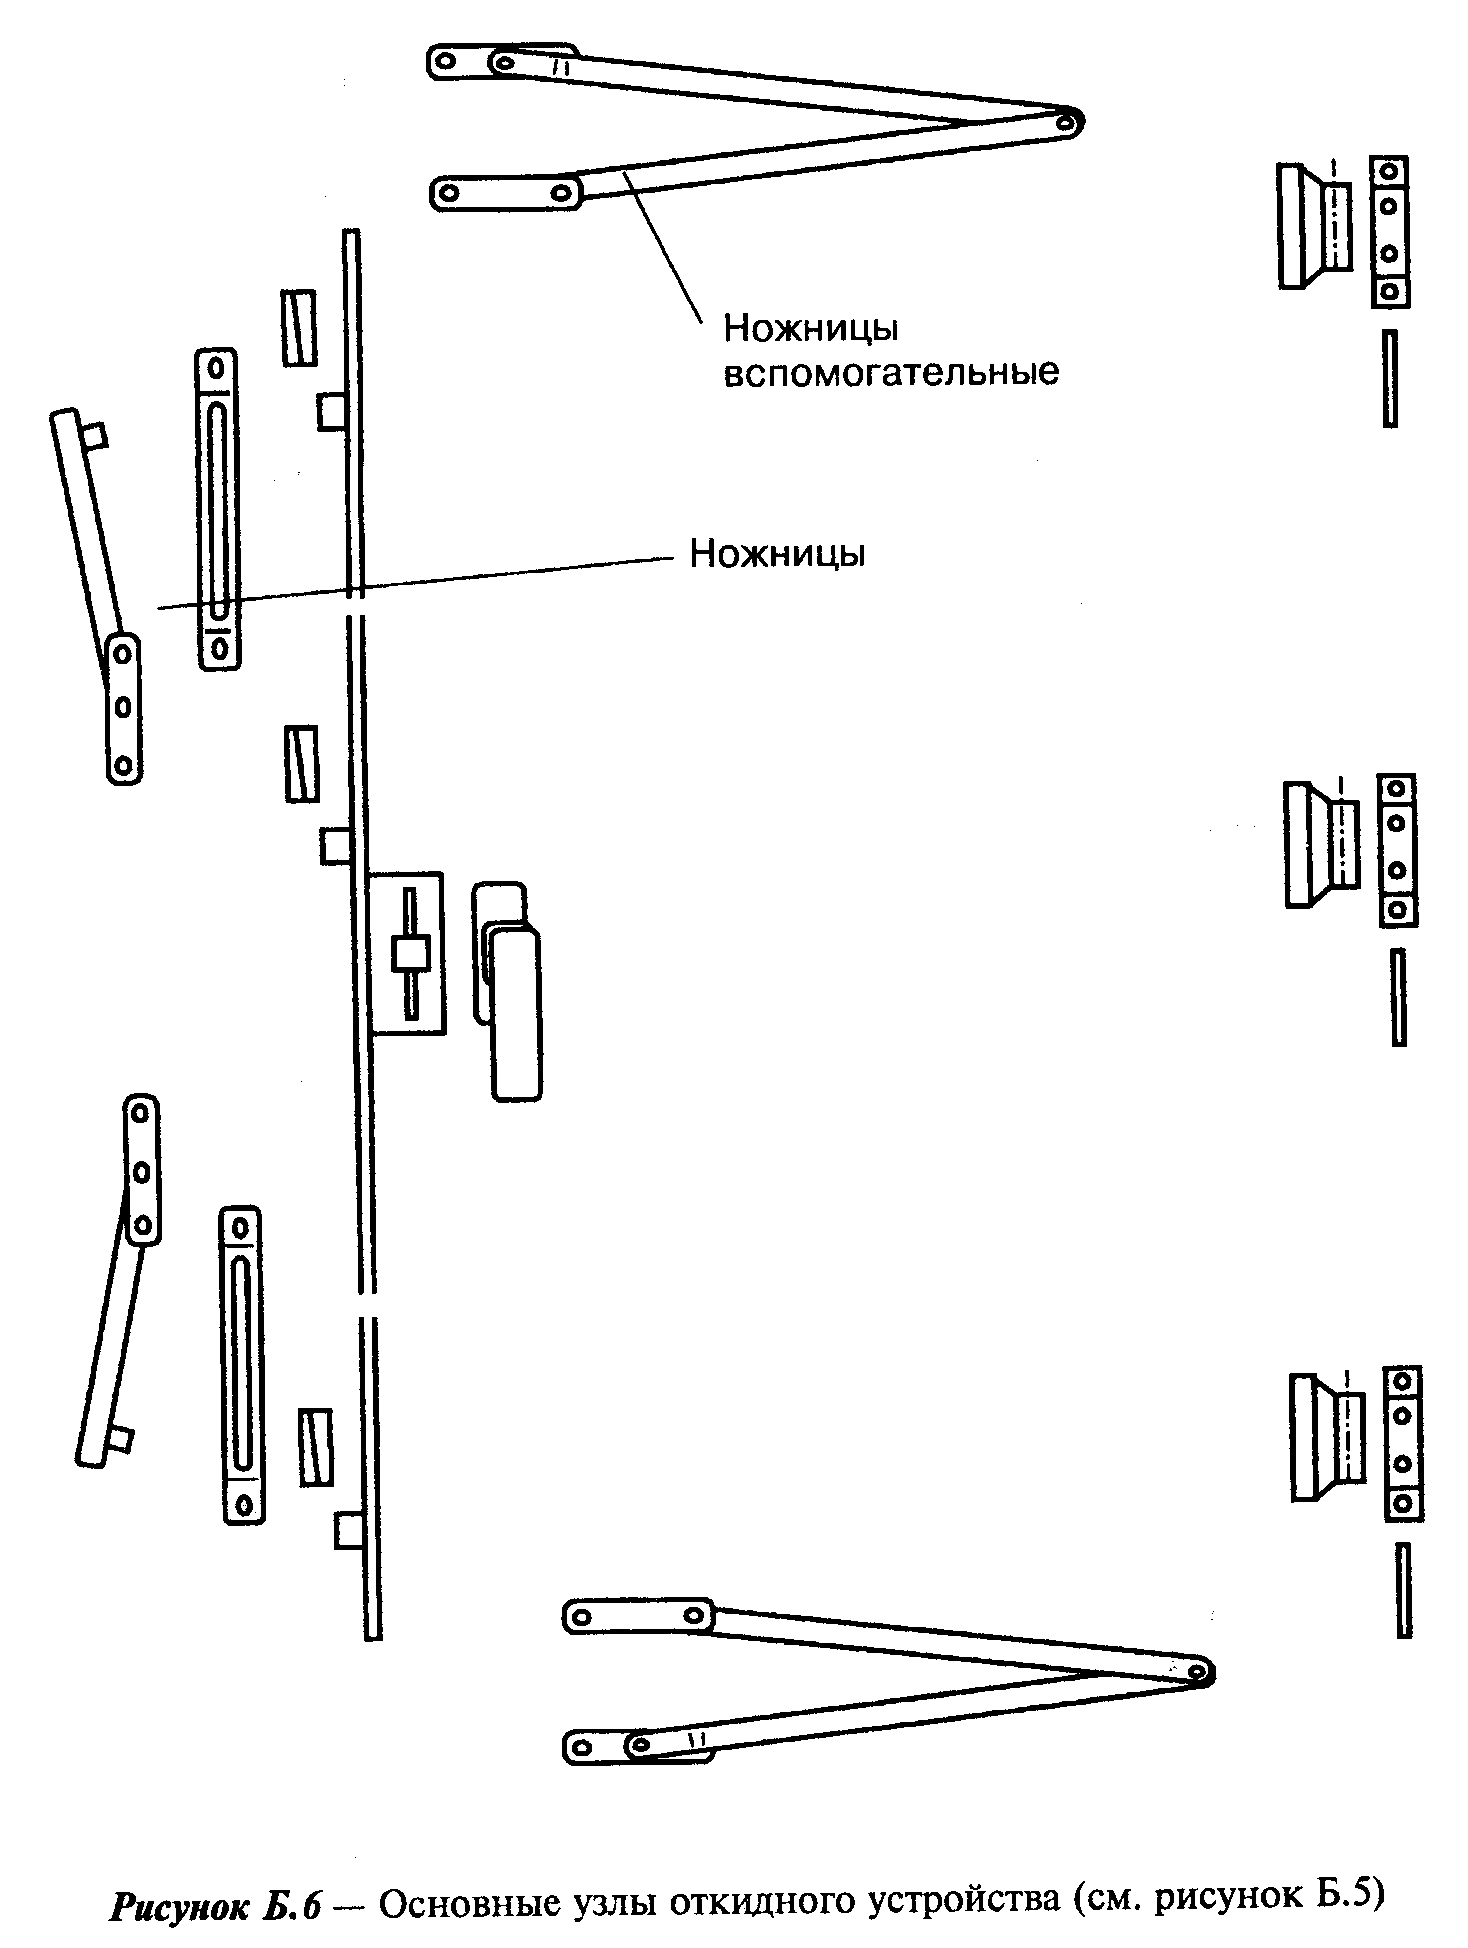 Ножницы
вспомогательные
Ножницы
Рисунок Б.6 — Основные узлы откидного устройства (см. рисунок Б.5)